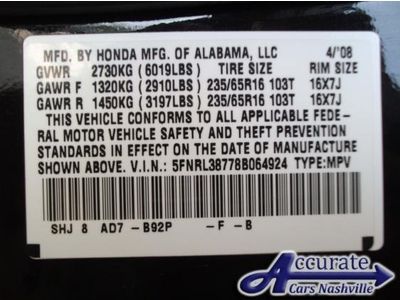 MFD. BY HONDA MFG. OF ALABAMA, LLC 4/'08
GVWR 2730KG (6019LBS) TIRE SIZE RIM SIZE
GAWR F 1320KG (2910LBS) 235/65R16 103T 16X7J
GAWR R 1450KG (3197LBS) 235/65R16 103T 16X7J
THIS VEHICLE CONFORMS TO ALL APPLICABLE FEDE-
RAL MOTOR VEHICLE SAFETY AND THEFT PREVENTION
STANDARDS IN EFFECT ON THE DATE OF MANUFACTURE
SHOWN ABOVE. V.I.N.: 5FNRL38778B064924 TYPE:MPV
SHJ 8 AD7 -B92P -F -B
Accurate
Cars Nashville